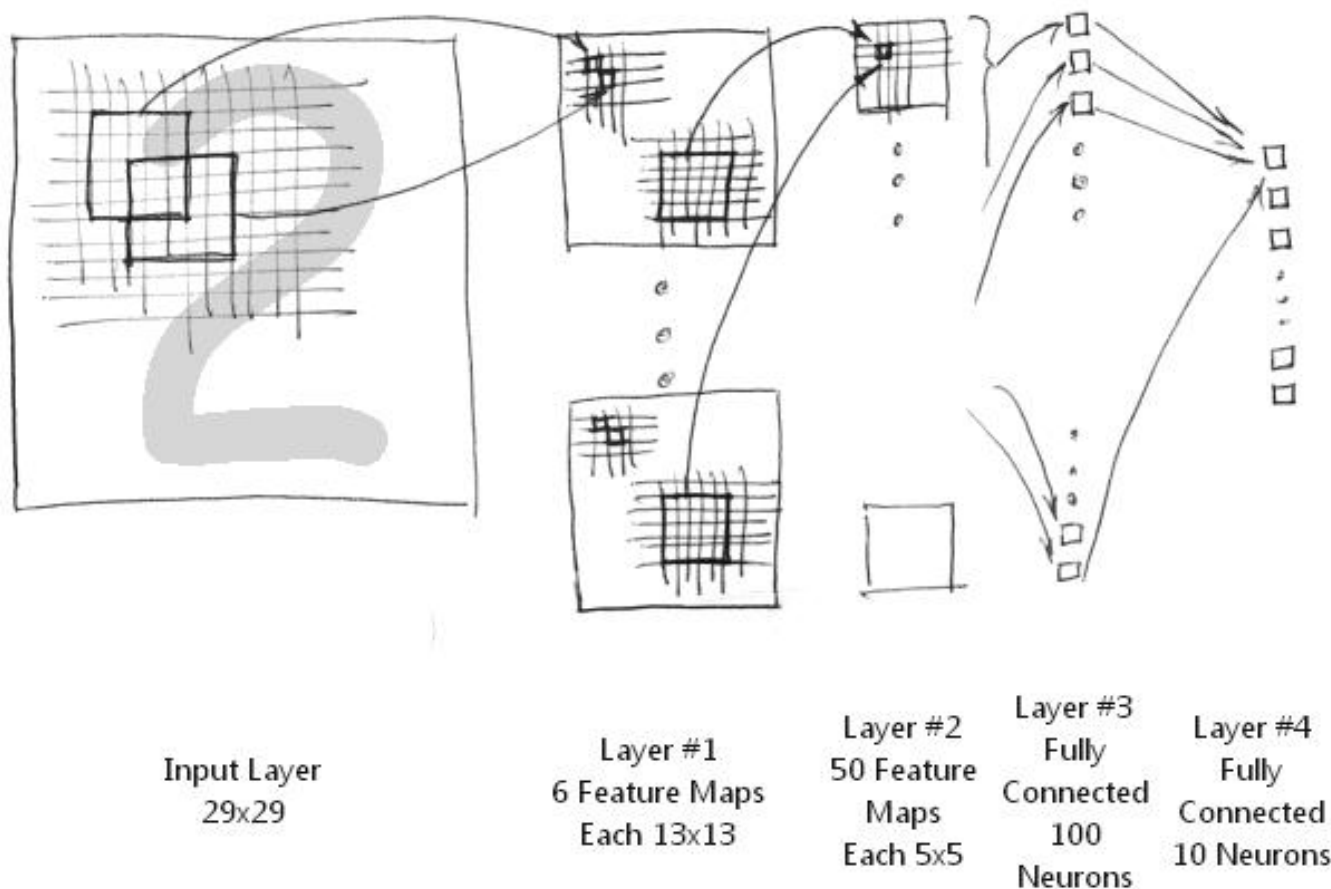 2
Input Layer
29x29
Layer #1
6 Feature Maps
Each 13x13
Layer #2
50 Feature
Maps
Each 5x5
Layer #3
Fully
Connected
100
Neurons
Layer #4
Fully
Connected
10 Neurons